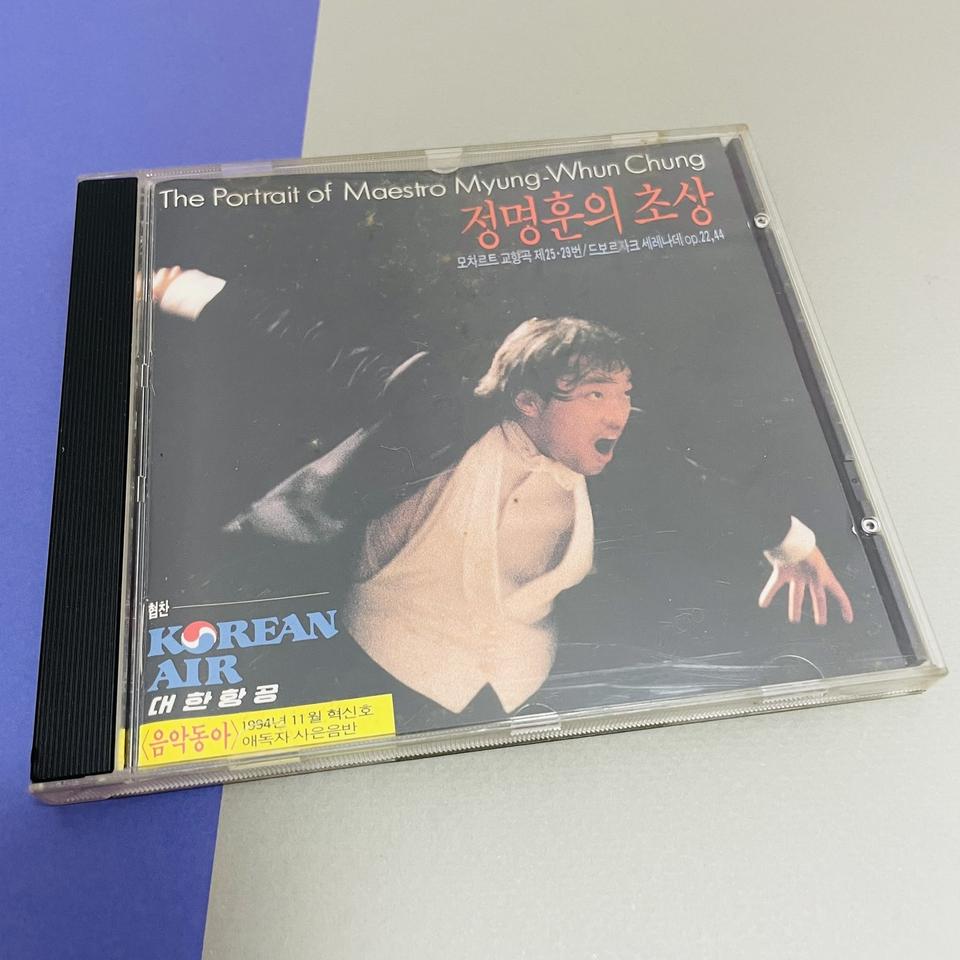 The Portrait of Maestro Myung-Whun Chung
정명훈의 초상
모차르트 교향곡 제25·29번/드보르자크 세레나데 op.22,44
협찬
KOREAN
AIR
대한항공
〈음악동아〉 1994년 11월 혁신호
애독자 사은음반